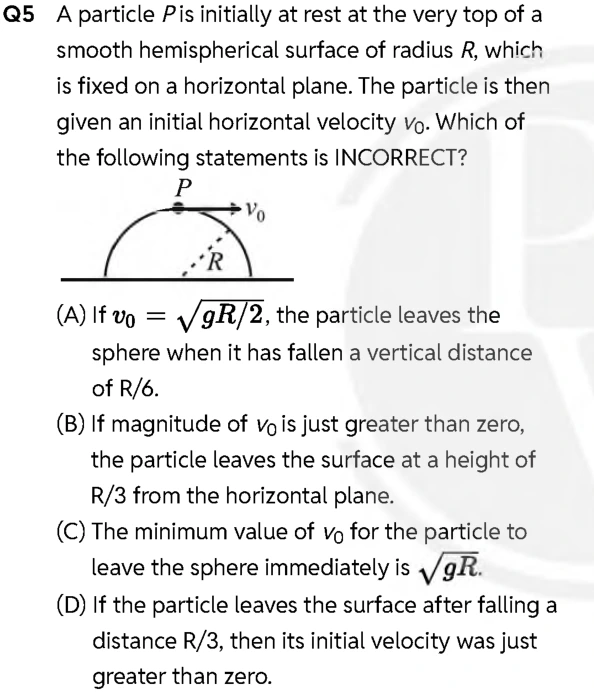 Q5 A particle P is initially at rest at the very top of a
smooth hemispherical surface of radius R, which
is fixed on a horizontal plane. The particle is then
given an initial horizontal velocity v₀. Which of
the following statements is INCORRECT?
P
v₀
R
(A) If v₀ = √gR/2, the particle leaves the
sphere when it has fallen a vertical distance
of R/6.
(B) If magnitude of v₀ is just greater than zero,
the particle leaves the surface at a height of
R/3 from the horizontal plane.
(C) The minimum value of v₀ for the particle to
leave the sphere immediately is √gR.
(D) If the particle leaves the surface after falling a
distance R/3, then its initial velocity was just
greater than zero.